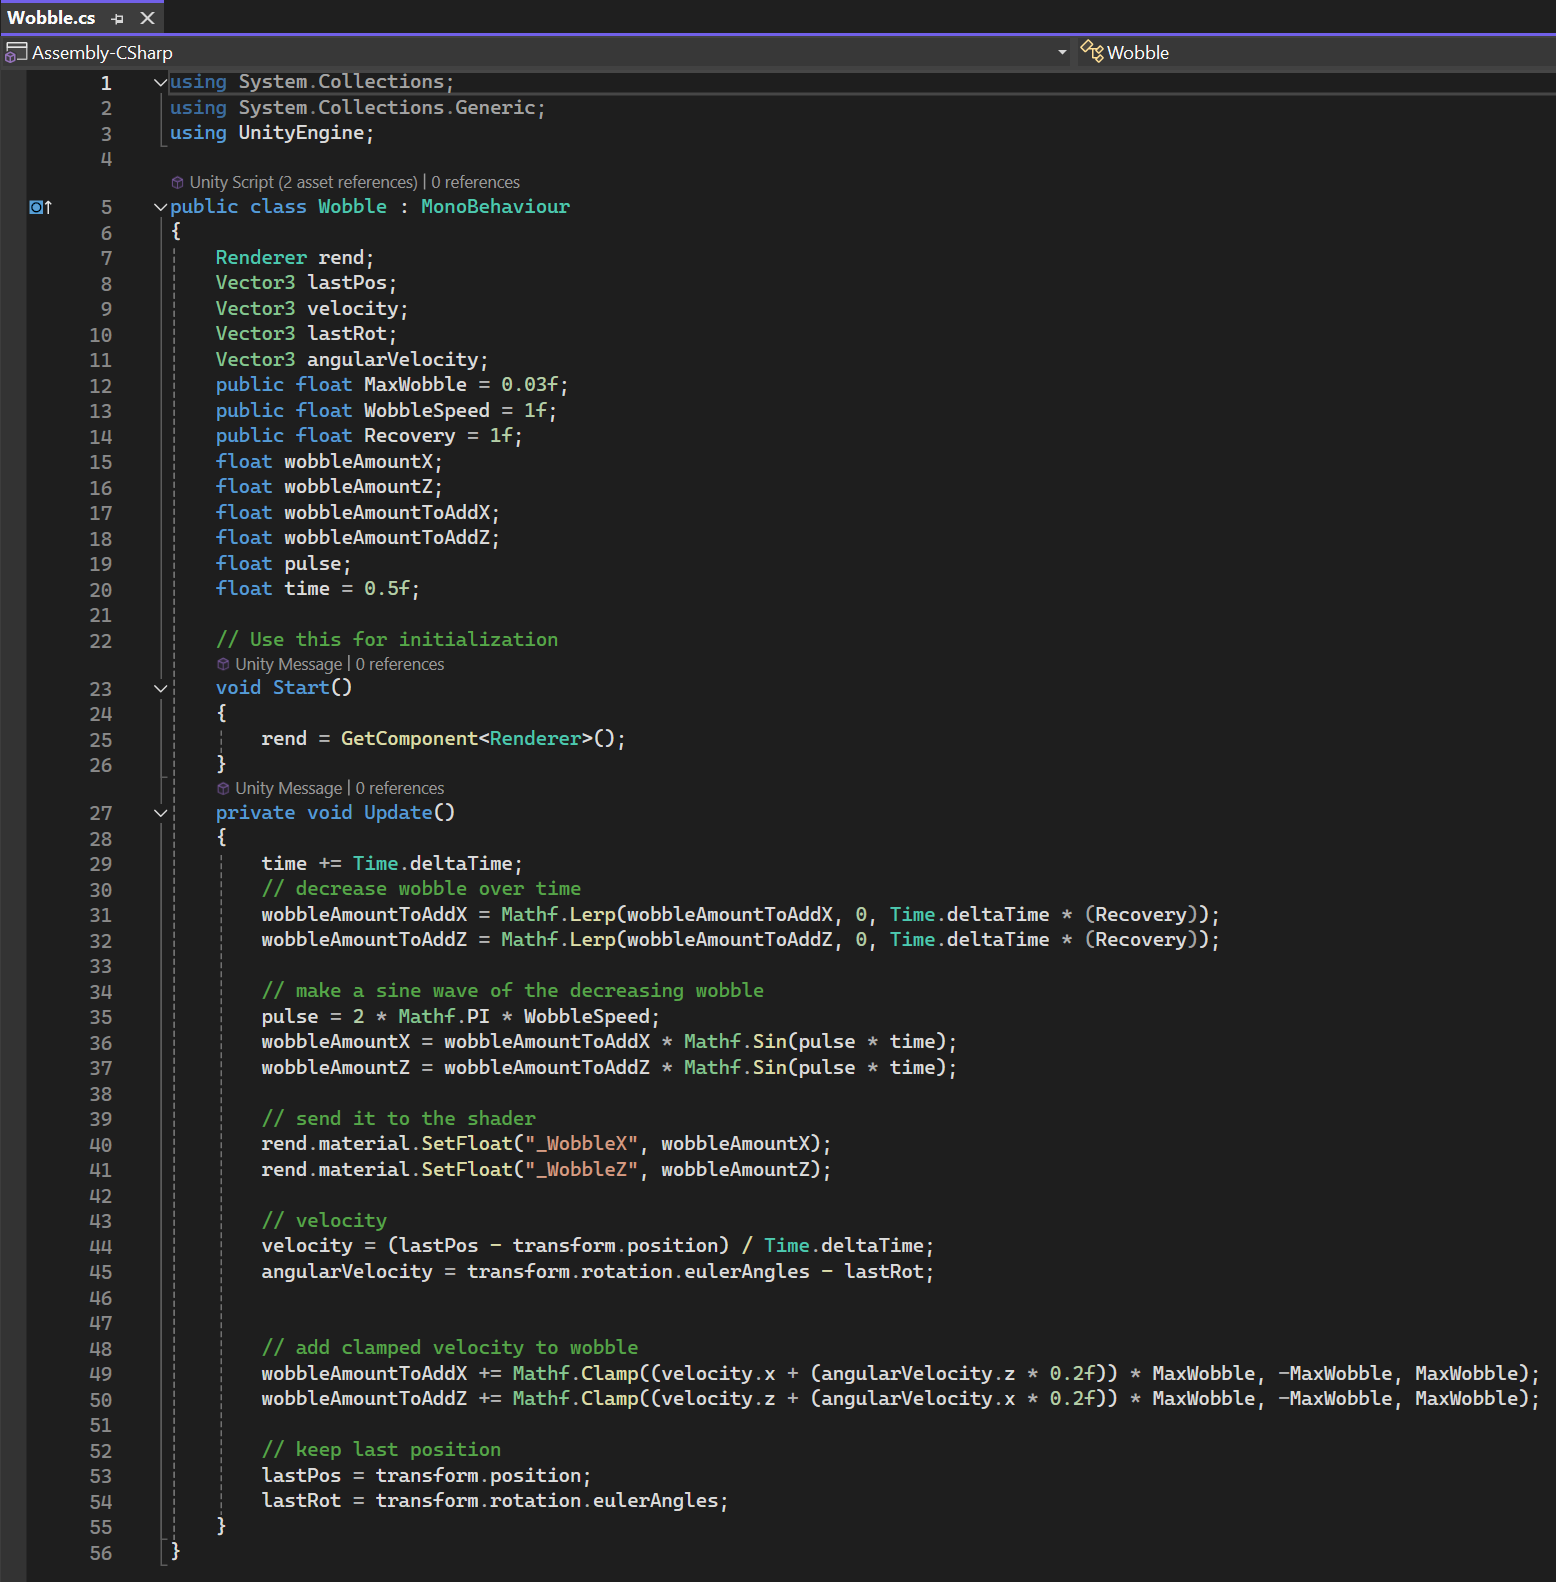 Wobble.cs
Assembly-CSharp Wobble
1 using System.Collections;
2 using System.Collections.Generic;
3 using UnityEngine;
4
Unity Script (2 asset references) | 0 references
5 public class Wobble : MonoBehaviour
6 {
7 Renderer rend;
8 Vector3 lastPos;
9 Vector3 velocity;
10 Vector3 lastRot;
11 Vector3 angularVelocity;
12 public float MaxWobble = 0.03f;
13 public float WobbleSpeed = 1f;
14 public float Recovery = 1f;
15 float wobbleAmountX;
16 float wobbleAmountZ;
17 float wobbleAmountToAddX;
18 float wobbleAmountToAddZ;
19 float pulse;
20 float time = 0.5f;
21
22 // Use this for initialization
Unity Message | 0 references
23 void Start()
24 {
25 rend = GetComponent<Renderer>();
26 }
Unity Message | 0 references
27 private void Update()
28 {
29 time += Time.deltaTime;
30 // decrease wobble over time
31 wobbleAmountToAddX = Mathf.Lerp(wobbleAmountToAddX, 0, Time.deltaTime * (Recovery));
32 wobbleAmountToAddZ = Mathf.Lerp(wobbleAmountToAddZ, 0, Time.deltaTime * (Recovery));
33
34 // make a sine wave of the decreasing wobble
35 pulse = 2 * Mathf.PI * WobbleSpeed;
36 wobbleAmountX = wobbleAmountToAddX * Mathf.Sin(pulse * time);
37 wobbleAmountZ = wobbleAmountToAddZ * Mathf.Sin(pulse * time);
38
39 // send it to the shader
40 rend.material.SetFloat("_WobbleX", wobbleAmountX);
41 rend.material.SetFloat("_WobbleZ", wobbleAmountZ);
42
43 // velocity
44 velocity = (lastPos - transform.position) / Time.deltaTime;
45 angularVelocity = transform.rotation.eulerAngles - lastRot;
46
47
48 // add clamped velocity to wobble
49 wobbleAmountToAddX += Mathf.Clamp((velocity.x + (angularVelocity.z * 0.2f)) * MaxWobble, -MaxWobble, MaxWobble);
50 wobbleAmountToAddZ += Mathf.Clamp((velocity.z + (angularVelocity.x * 0.2f)) * MaxWobble, -MaxWobble, MaxWobble);
51
52 // keep last position
53 lastPos = transform.position;
54 lastRot = transform.rotation.eulerAngles;
55 }
56 }